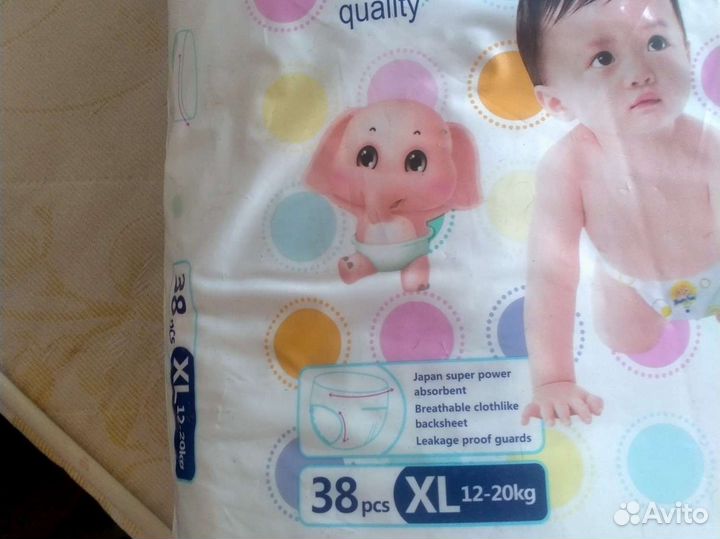 quality
38 pcs XL 12-20kg
Japan super power
absorbent
Breathable clothlike
backsheet
Leakage proof guards
38 pcs XL 12-20kg
Avito